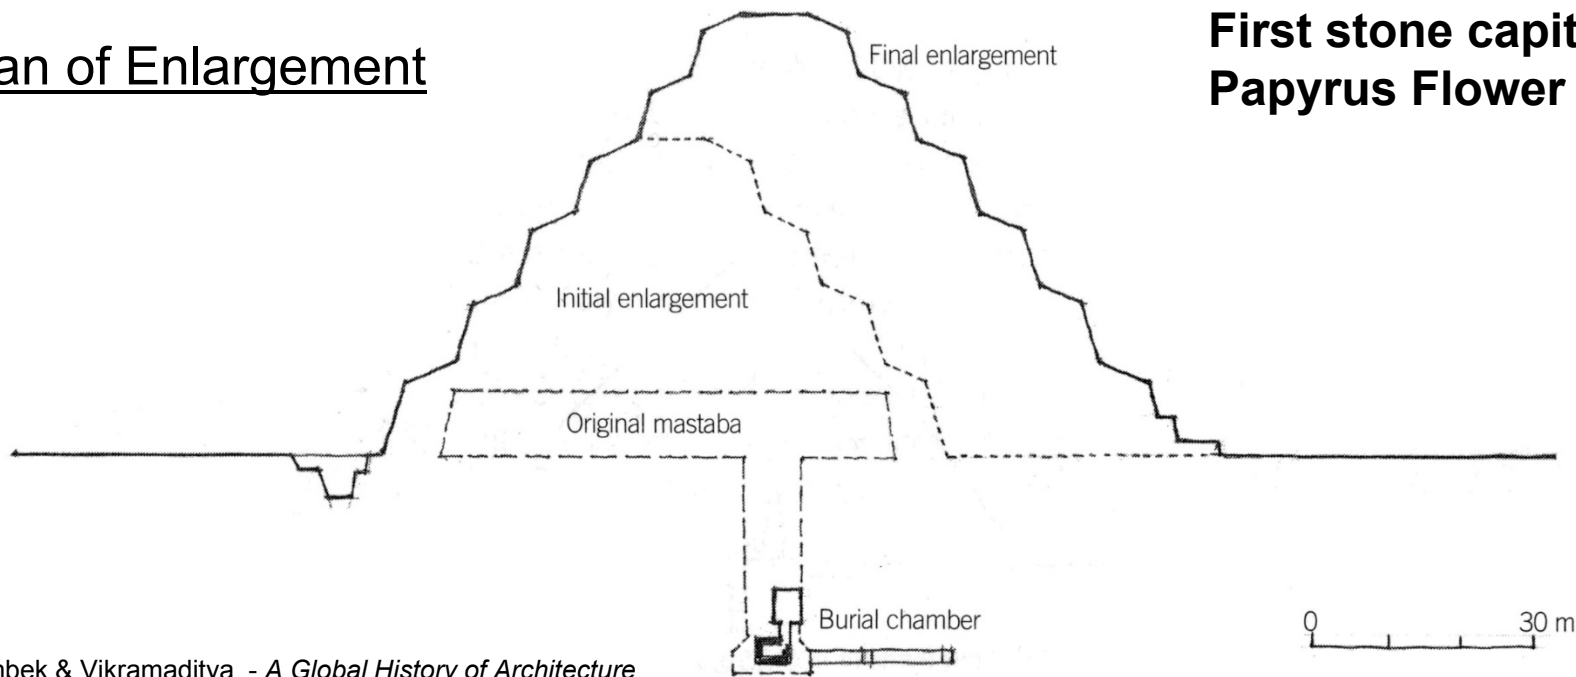 an of Enlargement
First stone capit
Papyrus Flower
Final enlargement
Initial enlargement
Original mastaba
Burial chamber
0 30 m
nbek & Vikramaditya - A Global History of Architecture